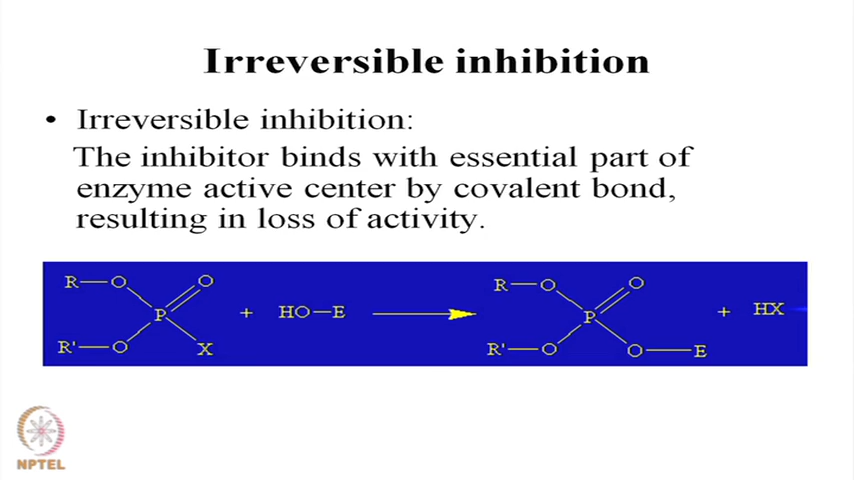 Irreversible inhibition
• Irreversible inhibition:
The inhibitor binds with essential part of
enzyme active center by covalent bond,
resulting in loss of activity.
R—O O R—O O
P + HO—E P + HX
R'—O X R'—O O—E
NPTEL